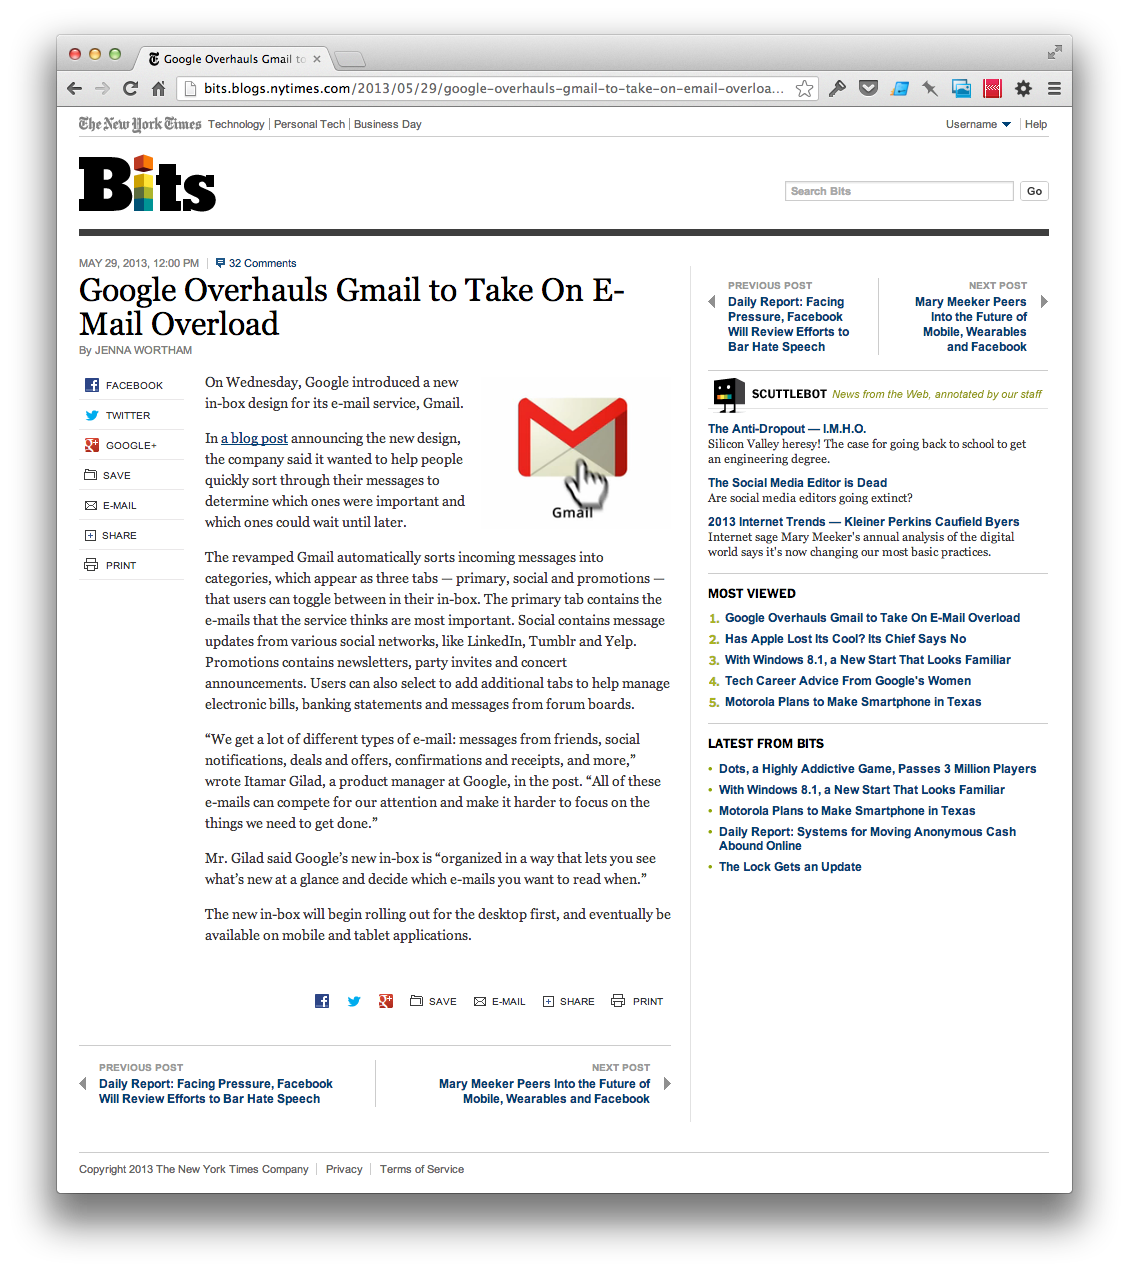 Google Overhauls Gmail to
bits.blogs.nytimes.com/2013/05/29/google-overhauls-gmail-to-take-on-email-overloa...
The New York Times Technology | Personal Tech | Business Day
Username Help
Bits
Search Bits
Go
MAY 29, 2013, 12:00 PM | 32 Comments
Google Overhauls Gmail to Take On E-
Mail Overload
By JENNA WORTHAM
FACEBOOK
TWITTER
GOOGLE+
SAVE
E-MAIL
SHARE
PRINT
On Wednesday, Google introduced a new
in-box design for its e-mail service, Gmail.
In a blog post announcing the new design,
the company said it wanted to help people
quickly sort through their messages to
determine which ones were important and
which ones could wait until later.
Gmail
The revamped Gmail automatically sorts incoming messages into
categories, which appear as three tabs — primary, social and promotions —
that users can toggle between in their in-box. The primary tab contains the
e-mails that the service thinks are most important. Social contains message
updates from various social networks, like LinkedIn, Tumblr and Yelp.
Promotions contains newsletters, party invites and concert
announcements. Users can also select to add additional tabs to help manage
electronic bills, banking statements and messages from forum boards.
“We get a lot of different types of e-mail: messages from friends, social
notifications, deals and offers, confirmations and receipts, and more,”
wrote Itamar Gilad, a product manager at Google, in the post. “All of these
e-mails can compete for our attention and make it harder to focus on the
things we need to get done.”
Mr. Gilad said Google’s new in-box is “organized in a way that lets you see
what’s new at a glance and decide which e-mails you want to read when.”
The new in-box will begin rolling out for the desktop first, and eventually be
available on mobile and tablet applications.
SAVE E-MAIL SHARE PRINT
PREVIOUS POST
Daily Report: Facing Pressure, Facebook
Will Review Efforts to Bar Hate Speech
NEXT POST
Mary Meeker Peers Into the Future of
Mobile, Wearables and Facebook
PREVIOUS POST
Daily Report: Facing
Pressure, Facebook
Will Review Efforts to
Bar Hate Speech
NEXT POST
Mary Meeker Peers
Into the Future of
Mobile, Wearables
and Facebook
SCUTTLEBOT News from the Web, annotated by our staff
The Anti-Dropout — I.M.H.O.
Silicon Valley heresy! The case for going back to school to get
an engineering degree.
The Social Media Editor is Dead
Are social media editors going extinct?
2013 Internet Trends — Kleiner Perkins Caufield Byers
Internet sage Mary Meeker's annual analysis of the digital
world says it's now changing our most basic practices.
MOST VIEWED
1. Google Overhauls Gmail to Take On E-Mail Overload
2. Has Apple Lost Its Cool? Its Chief Says No
3. With Windows 8.1, a New Start That Looks Familiar
4. Tech Career Advice From Google's Women
5. Motorola Plans to Make Smartphone in Texas
LATEST FROM BITS
• Dots, a Highly Addictive Game, Passes 3 Million Players
• With Windows 8.1, a New Start That Looks Familiar
• Motorola Plans to Make Smartphone in Texas
• Daily Report: Systems for Moving Anonymous Cash
Abound Online
• The Lock Gets an Update
Copyright 2013 The New York Times Company | Privacy | Terms of Service